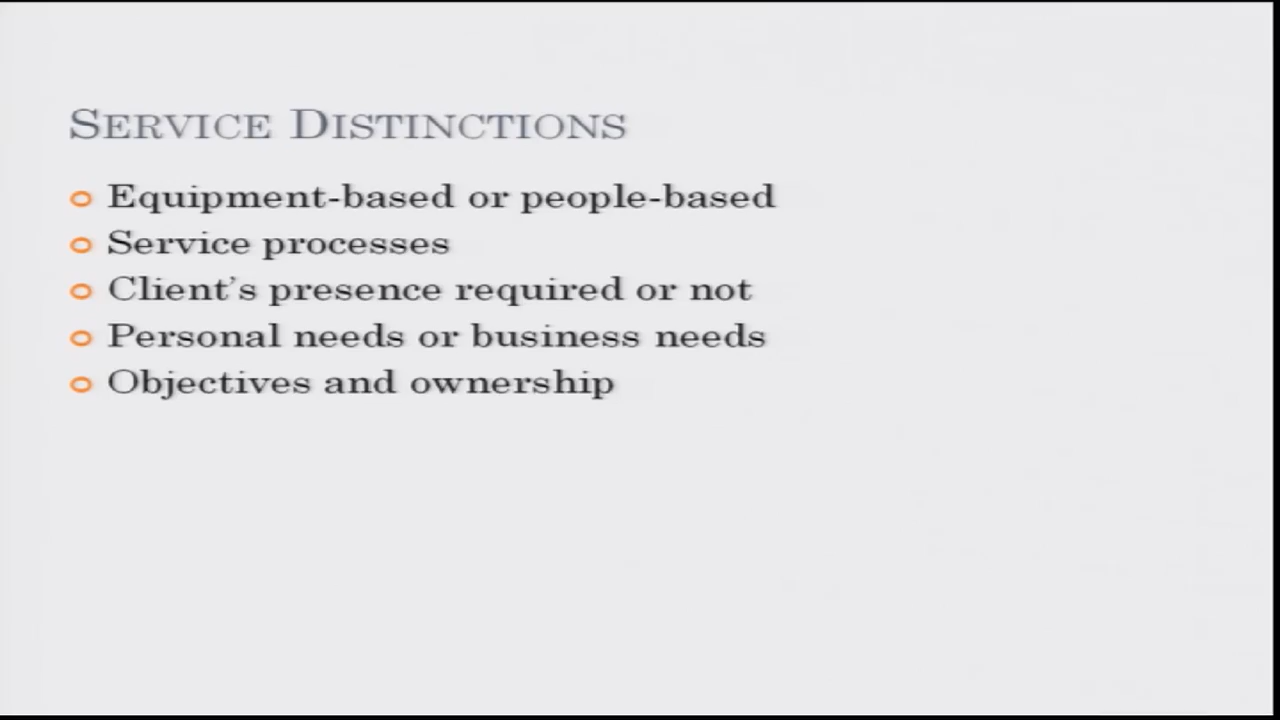 SERVICE DISTINCTIONS
Equipment-based or people-based
Service processes
Client's presence required or not
Personal needs or business needs
Objectives and ownership